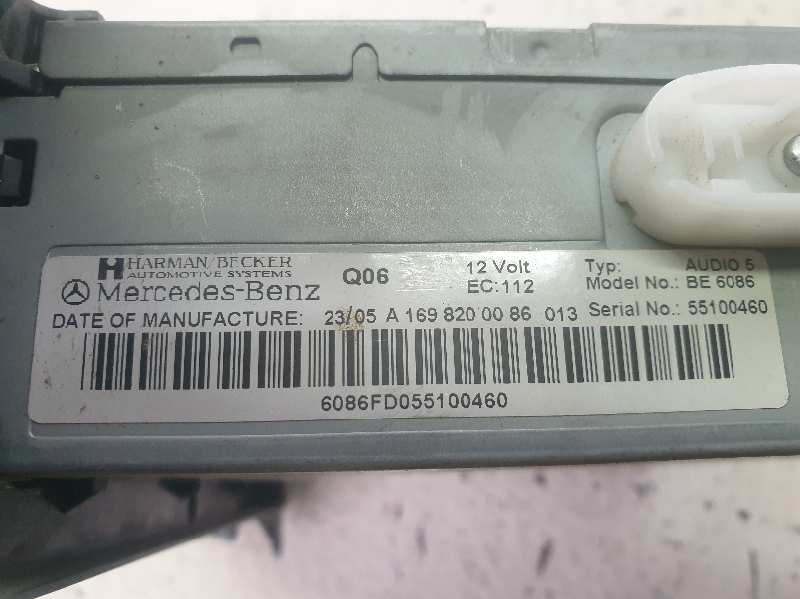 HARMAN/BECKER
AUTOMOTIVE SYSTEMS
Mercedes-Benz
Q06
12 Volt
EC:112
Typ: AUDIO 5
Model No.: BE 6086
DATE OF MANUFACTURE: 23/05 A 169 820 00 86 013 Serial No.: 55100460
6086FD055100460